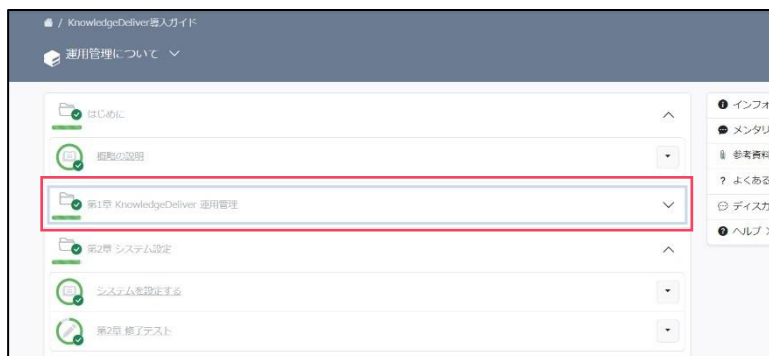 / KnowledgeDeliver導入ガイド
運用管理について
はじめに
概略の説明
第1章 KnowledgeDeliver 運用管理
第2章 システム設定
システムを設定する
第2章 修了テスト
インフォ
メンタリ
参考資料
? よくある
ディスカ
ヘルプ